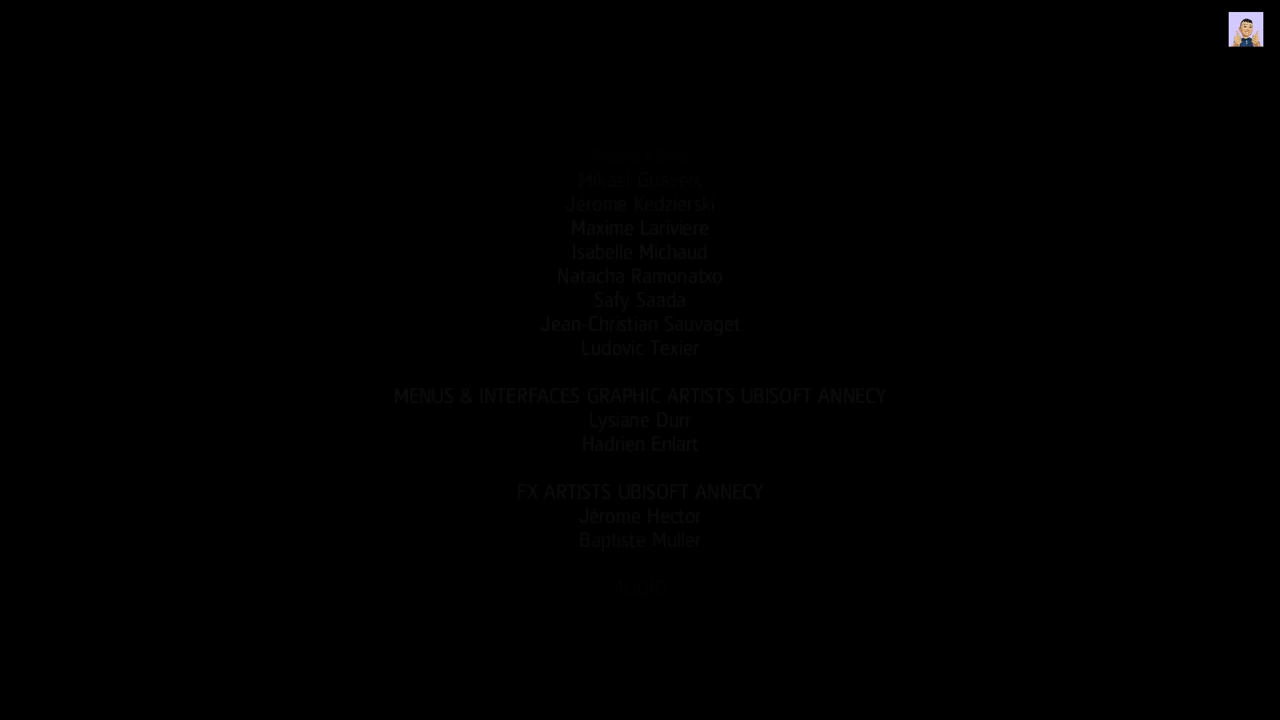 Mikael
Jerome Kedzierski
Maxime Lariviere
Isabelle Michaud
Natacha Ramonatxo
Safy Saada
Jean-Christian Sauvaget
Ludovic Texier
MENUS & INTERFACES GRAPHIC ARTISTS UBISOFT ANNECY
Lysiane Durr
Hadrien Enlart
FX ARTISTS UBISOFT ANNECY
Jérome Hector
Baptiste Muller
AUDIO